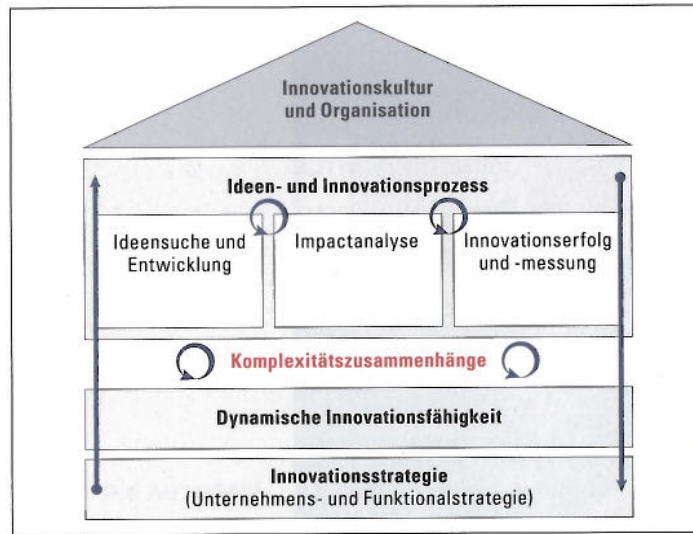 Innovationskultur
und Organisation
Ideen- und Innovationsprozess
Ideensuche und
Entwicklung
Impactanalyse
Innovationserfolg
und -messung
Komplexitätszusammenhänge
Dynamische Innovationsfähigkeit
Innovationsstrategie
(Unternehmens- und Funktionalstrategie)